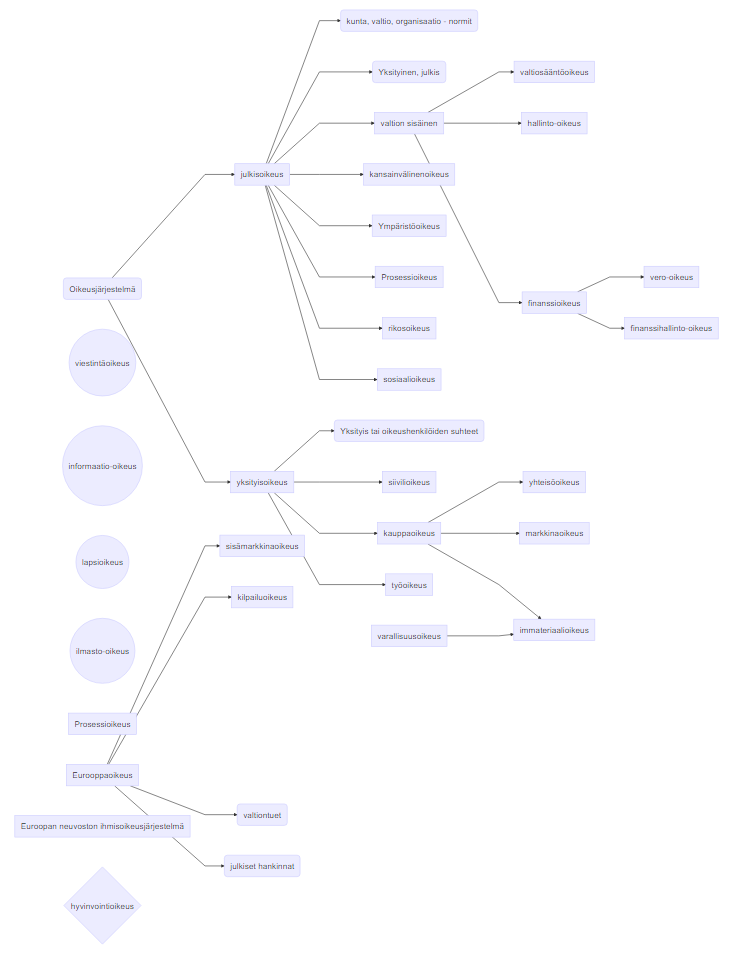 kunta, valtio, organisaatio - normit
Yksityinen, julkis
valtiosääntöoikeus
valtion sisäinen
hallinto-oikeus
julkisoikeus
kansainvälinenoikeus
Ympäristöoikeus
Prosessioikeus
vero-oikeus
Oikeusjärjestelmä
finanssioikeus
rikosoikeus
finanssihallinto-oikeus
viestintäoikeus
sosiaalioikeus
Yksityis tai oikeushenkilöiden suhteet
informaatio-oikeus
yksityisoikeus
siivilioikeus
yhteisöoikeus
kauppaoikeus
markkinaoikeus
sisämarkkinaoikeus
lapsioikeus
työoikeus
kilpailuoikeus
varallisuusoikeus
immateriaalioikeus
ilmasto-oikeus
Prosessioikeus
Eurooppaoikeus
valtiontuet
Euroopan neuvoston ihmisoikeusjärjestelmä
julkiset hankinnat
hyvinvointioikeus